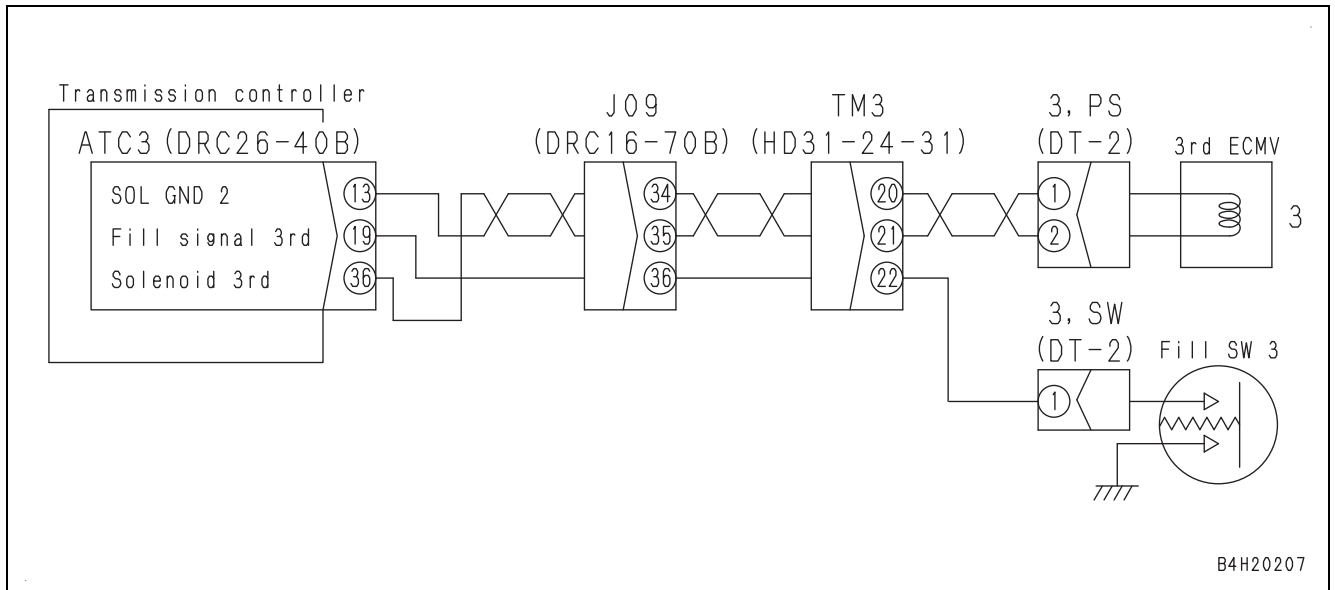 Transmission controller
ATC3 (DRC26-40B)
SOL GND 2
Fill signal 3rd
Solenoid 3rd
13
19
36
J09
(DRC16-70B)
34
35
36
TM3
(HD31-24-31)
20
21
22
3, PS
(DT-2)
1
2
3rd ECMV
3
3, SW
(DT-2)
1
Fill SW 3
B4H20207